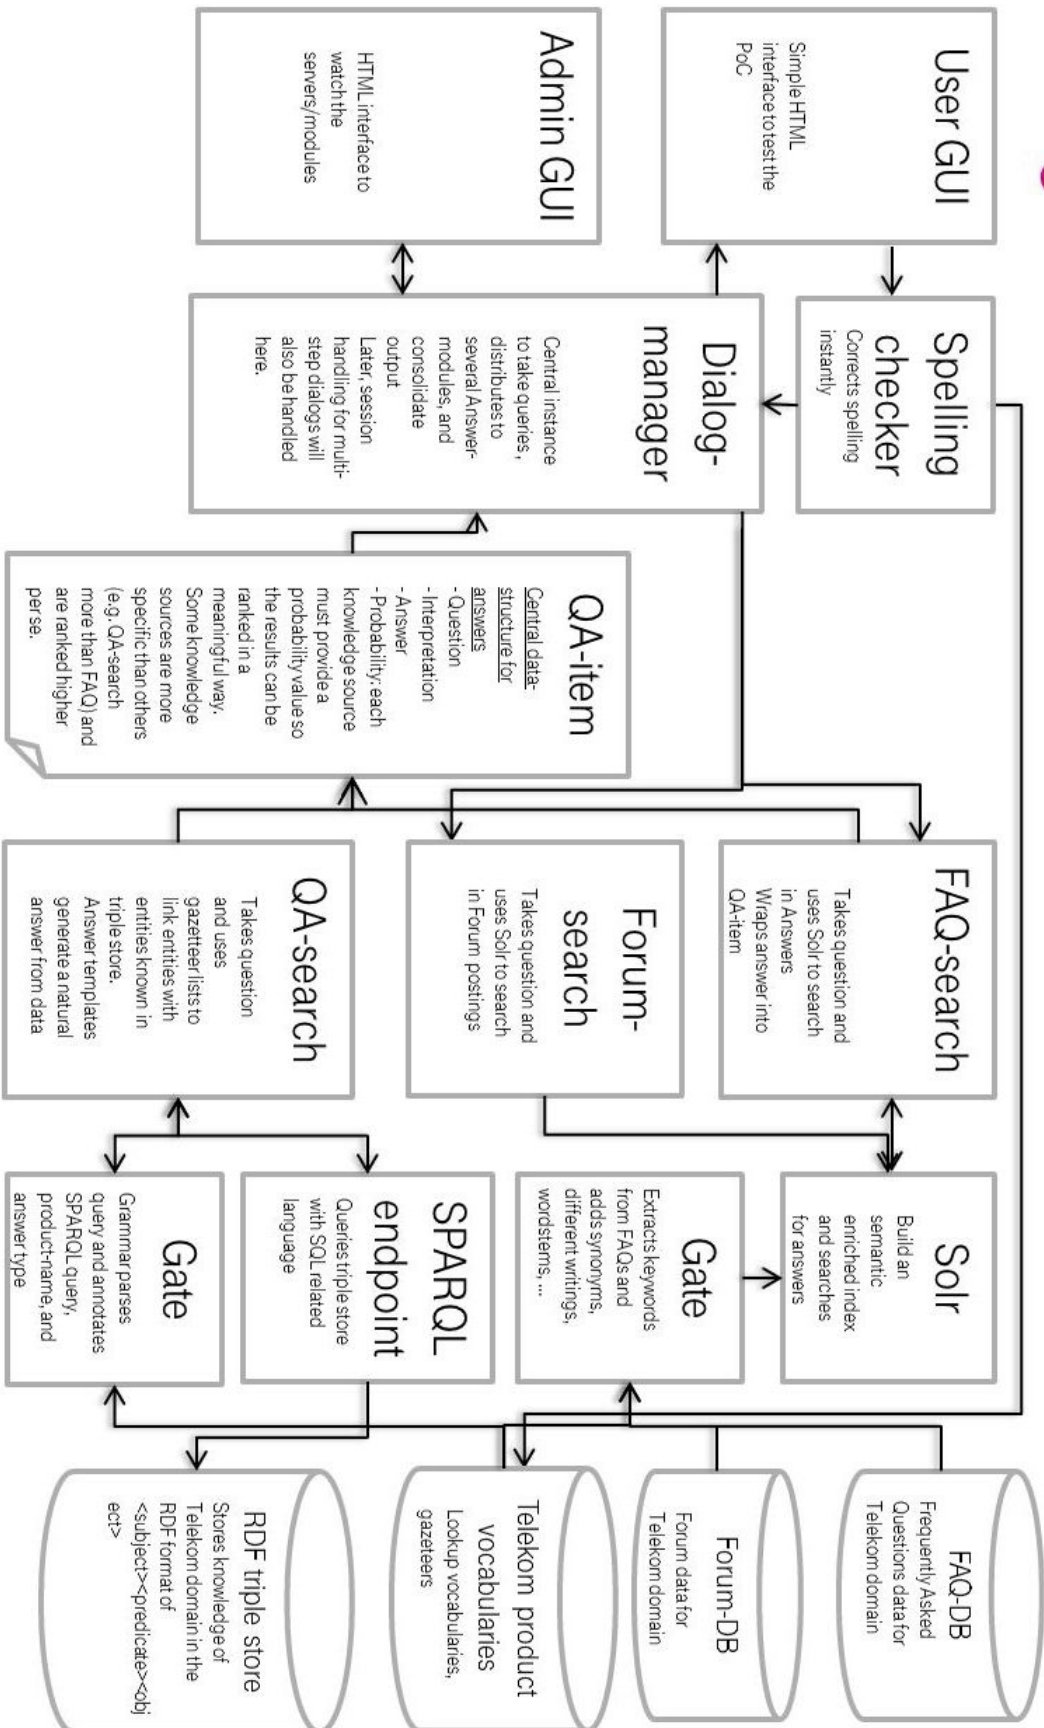 User GUI
Simple HTML
interface to test the
PoC
Admin GUI
HTML interface to
watch the
servers/modules
Spelling
checker
Corrects spelling
instantly
Dialog-
manager
Central instance
to take queries,
distributes to
several Answer-
modules, and
consolidate
output
Later, session
handling for multi-
step dialogs will
also be handled
here.
QA-item
Central data-
structure for
answers
- Question
- Interpretation
- Answer
- Probability: each
knowledge source
must provide a
probability value so
the results can be
ranked in a
meaningful way.
Some knowledge
sources are more
specific than others
(e.g. QA-search
more than FAQ) and
are ranked higher
per se.
FAQ-search
Takes question and
uses Solr to search
in Answers
Wraps answer into
QA-item
Forum-
search
Takes question and
uses Solr to search
in Forum postings
QA-search
Takes question
and uses
gazetteer lists to
link entities with
entities known in
triple store.
Answer templates
generate a natural
answer from data
Solr
Build an
semantic
enriched index
and searches
for answers
Gate
Extracts keywords
from FAQs and
adds synonyms,
different writings,
wordstems, ...
SPARQL
endpoint
Queries triple store
with SQL related
language
Gate
Grammar parses
query and annotates
SPARQL query,
product-name, and
answer type
FAQ-DB
Frequently Asked
Questions data for
Telekom domain
Forum-DB
Forum data for
Telekom domain
Telekom product
vocabularies
Lookup vocabularies,
gazeteers
RDF triple store
Stores knowledge of
Telekom domain in the
RDF format of
<subject><predicate><obj
ect>